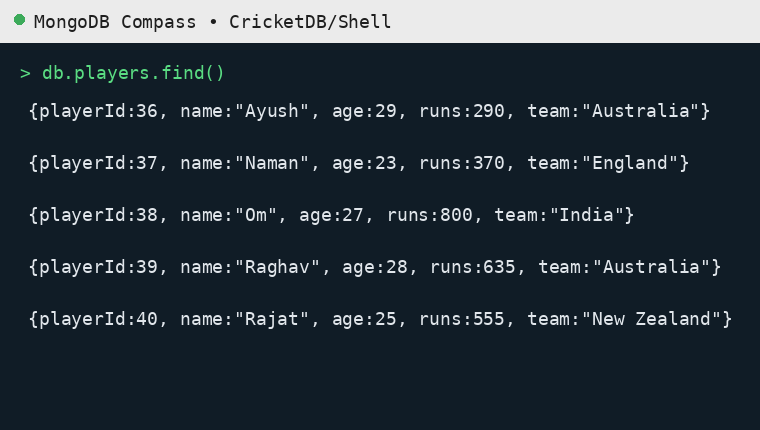 MongoDB Compass • CricketDB/Shell
> db.players.find()
{playerId:36, name:"Ayush", age:29, runs:290, team:"Australia"}
{playerId:37, name:"Naman", age:23, runs:370, team:"England"}
{playerId:38, name:"Om", age:27, runs:800, team:"India"}
{playerId:39, name:"Raghav", age:28, runs:635, team:"Australia"}
{playerId:40, name:"Rajat", age:25, runs:555, team:"New Zealand"}